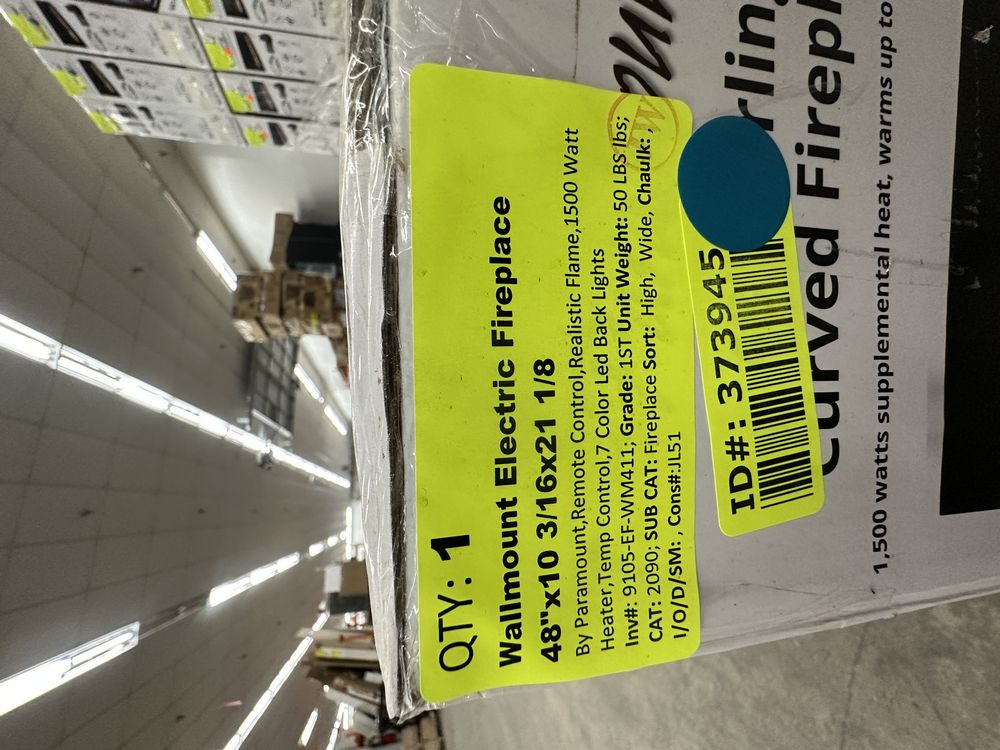 QTY: 1
Wallmount Electric Fireplace
48"x10 3/16x21 1/8
By Paramount,Remote Control,Realistic Flame,1500 Watt
Heater,Temp Control,7 Color Led Back Lights
Inv#: 9105-EF-WM411; Grade: 1ST Unit Weight: 50 LBS lbs;
CAT: 2090; SUB CAT: Fireplace Sort: High, Wide, Chaulk: ,
I/O/D/SM: , Cons#:JL51
W
ID#: 373945
Curved Firepl
1,500 watts supplemental heat, warms up to